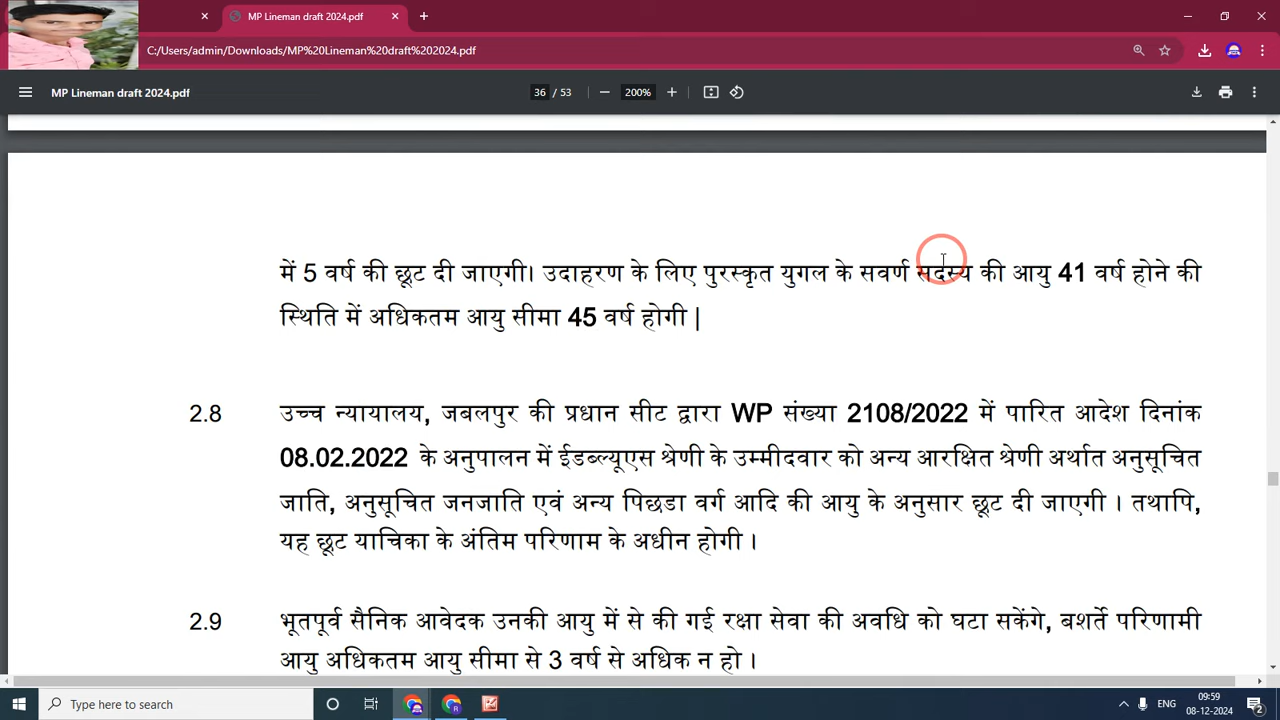 MP Lineman draft 2024.pdf
C:/Users/admin/Downloads/MP%20Lineman%20draft%202024.pdf
MP Lineman draft 2024.pdf
36 / 53
200%
में 5 वर्ष की छूट दी जाएगी। उदाहरण के लिए पुरस्कृत युगल के सवर्ण सदस्य की आयु 41 वर्ष होने की
स्थिति में अधिकतम आयु सीमा 45 वर्ष होगी |
2.8 उच्च न्यायालय, जबलपुर की प्रधान सीट द्वारा WP संख्या 2108/2022 में पारित आदेश दिनांक
08.02.2022 के अनुपालन में ईडब्ल्यूएस श्रेणी के उम्मीदवार को अन्य आरक्षित श्रेणी अर्थात अनुसूचित
जाति, अनुसूचित जनजाति एवं अन्य पिछडा वर्ग आदि की आयु के अनुसार छूट दी जाएगी । तथापि,
यह छूट याचिका के अंतिम परिणाम के अधीन होगी ।
2.9 भूतपूर्व सैनिक आवेदक उनकी आयु में से की गई रक्षा सेवा की अवधि को घटा सकेंगे, बशर्ते परिणामी
आयु अधिकतम आयु सीमा से 3 वर्ष से अधिक न हो ।
Type here to search
ENG
09:59
08-12-2024
2